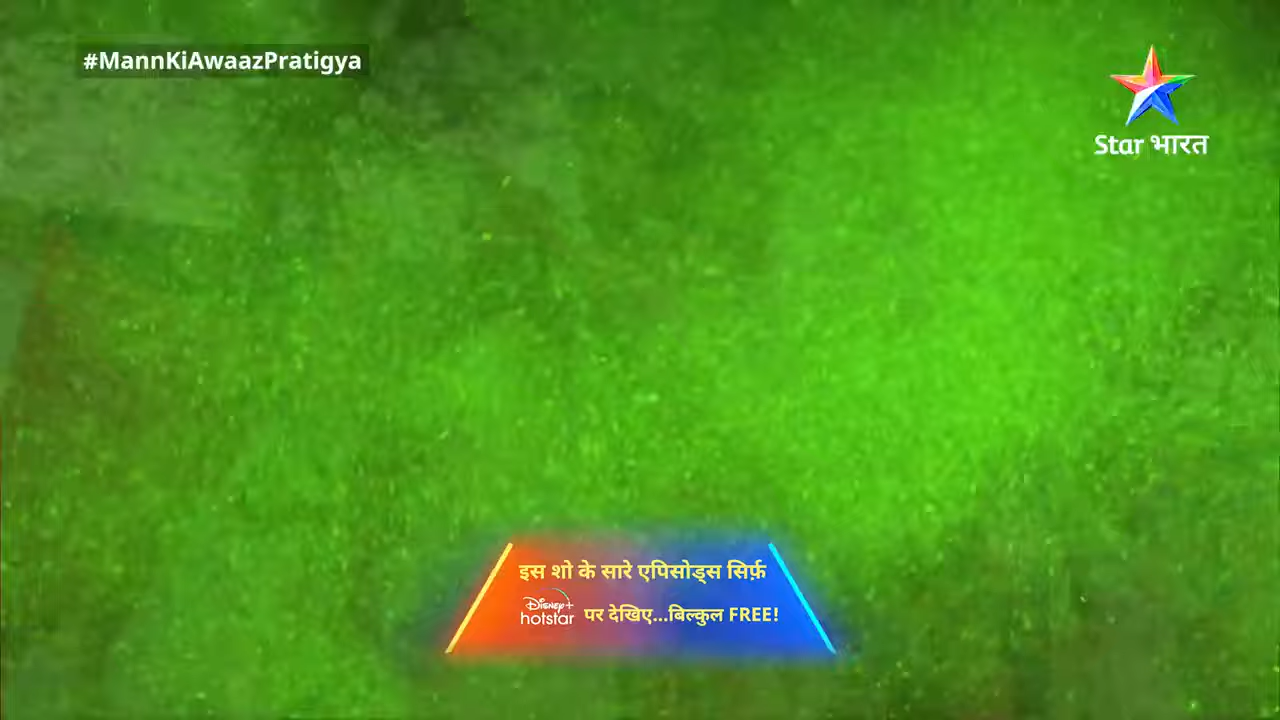 #MannKiAwaazPratigya
Star भारत
इस शो के सारे एपिसोड्स सिर्फ़
Disney+ hotstar पर देखिए...बिल्कुल FREE!